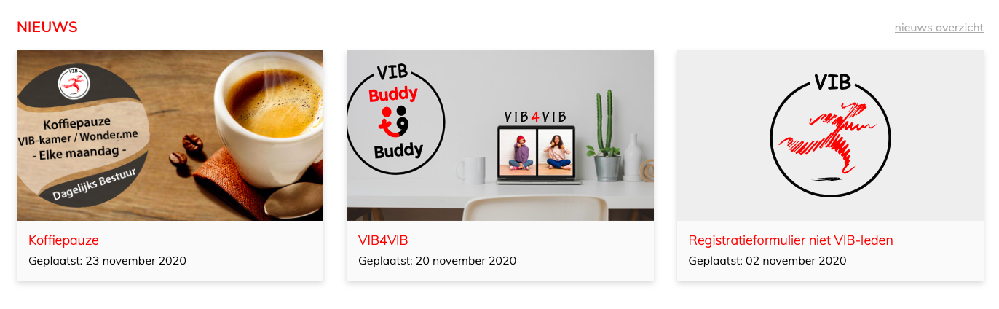 NIEUWS
nieuws overzicht
VIB
Koffiepauze
VIB-kamer / Wonder.me
- Elke maandag -
Dagelijks Bestuur
VIB
Buddy
Buddy
VIB4VIB
VIB
Koffiepauze
Geplaatst: 23 november 2020
VIB4VIB
Geplaatst: 20 november 2020
Registratieformulier niet VIB-leden
Geplaatst: 02 november 2020